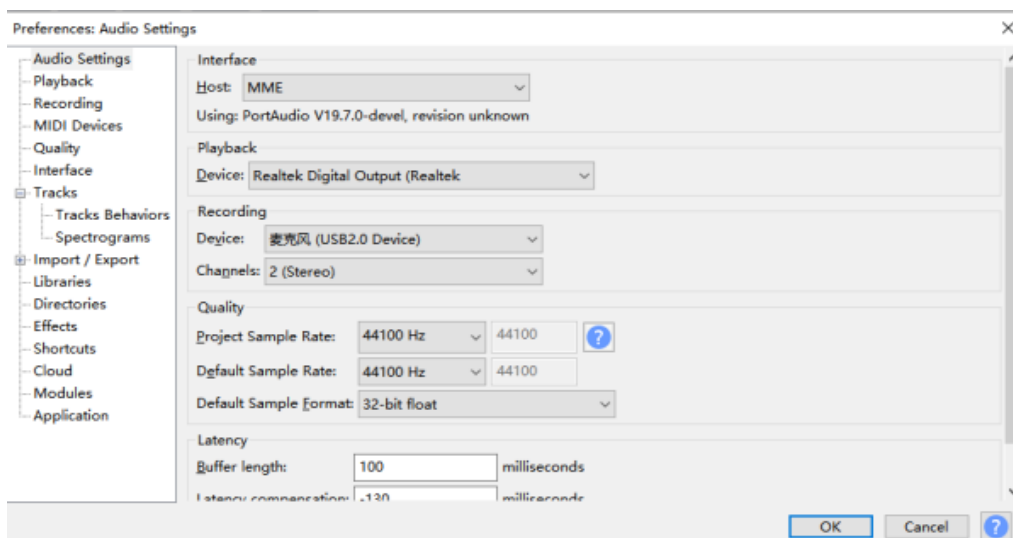 Preferences: Audio Settings
Audio Settings
Playback
Recording
MIDI Devices
Quality
Interface
Tracks
Tracks Behaviors
Spectrograms
Import / Export
Libraries
Directories
Effects
Shortcuts
Cloud
Modules
Application
Interface
Host: MME
Using: PortAudio V19.7.0-devel, revision unknown
Playback
Device: Realtek Digital Output (Realtek
Recording
Device: 麦克风 (USB2.0 Device)
Channels: 2 (Stereo)
Quality
Project Sample Rate: 44100 Hz 44100 ?
Default Sample Rate: 44100 Hz 44100
Default Sample Format: 32-bit float
Latency
Buffer length: 100 milliseconds
Latency compensation: -130 milliseconds
OK Cancel ?